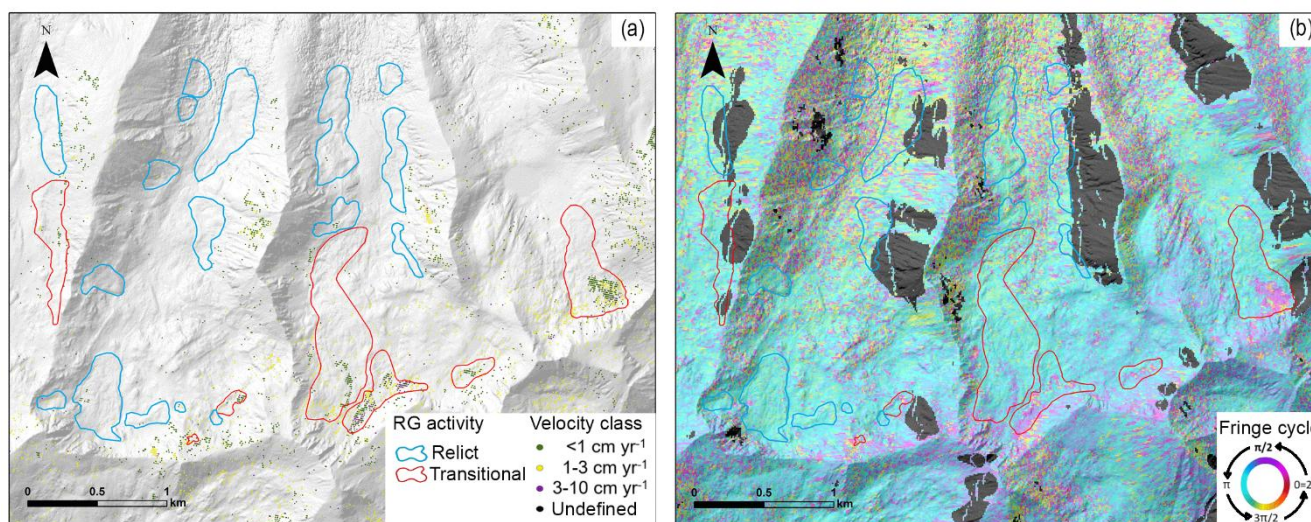 (a)
N
RG activity
Relict
Transitional
Velocity class
<1 cm yr⁻¹
1-3 cm yr⁻¹
3-10 cm yr⁻¹
Undefined
0 0.5 1
km
(b)
N
Fringe cycle
π/2
π
0=2
3π/2
0 0.5 1
km